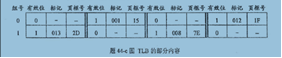 组号 有效位 标记 页框号 有效位 标记 页框号 有效位 标记 页框号 有效位 标记 页框号
0 0 - - 1 001 15 0 - - 1 012 1F
1 1 013 2D 0 - - 1 008 7E 0 - -
题 44-c 图 TLB 的部分内容